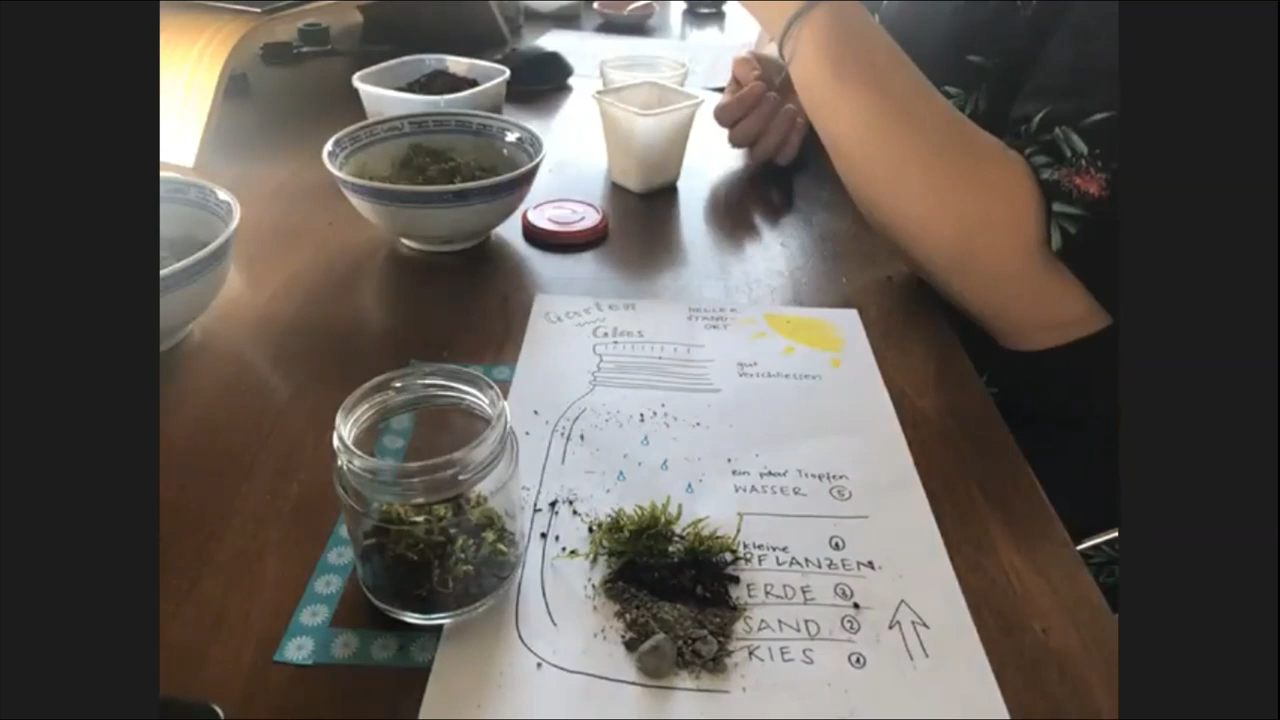 Garten
Glas
HELLER
STAND-
ORT
gut
verschliessen
ein paar Tropfen
WASSER ⑤
kleine ④
PFLANZEN.
ERDE ③
SAND ②
KIES ①